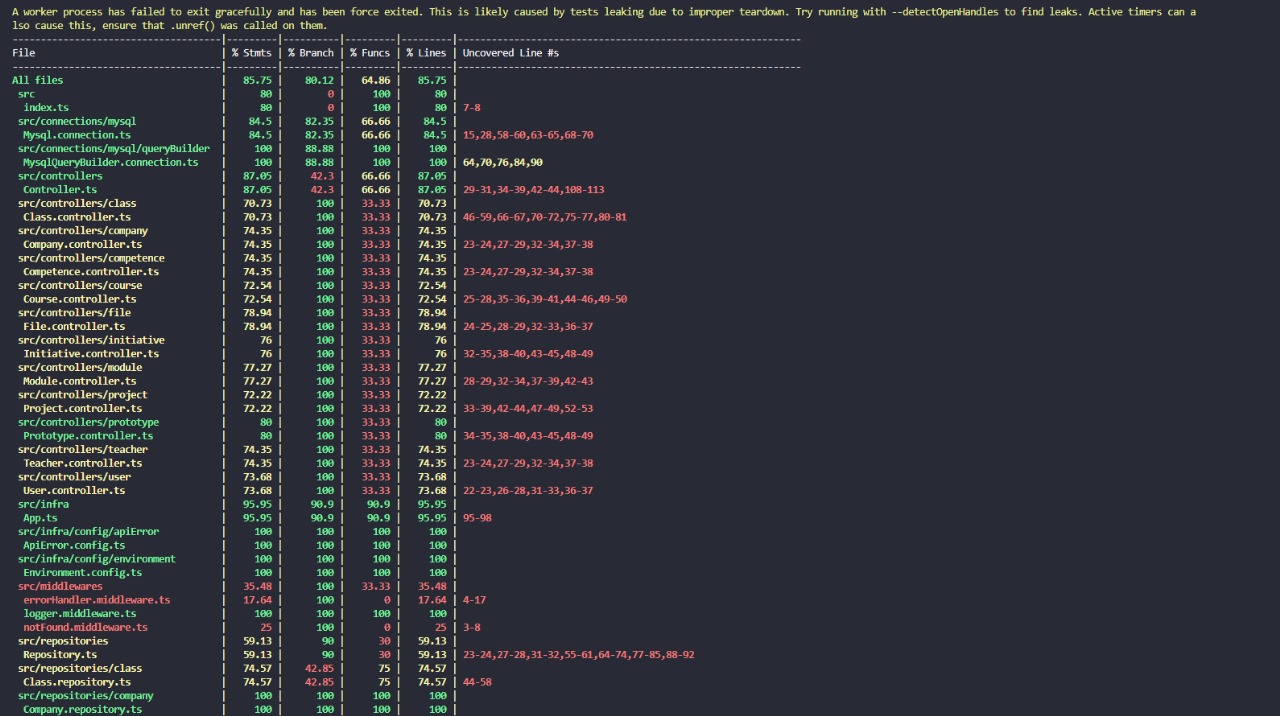 A worker process has failed to exit gracefully and has been force exited. This is likely caused by tests leaking due to improper teardown. Try running with --detectOpenHandles to find leaks. Active timers can a
lso cause this, ensure that .unref() was called on them.
----------------------------------|---------|----------|---------|---------|-------------------------------------------------------------
File | % Stmts | % Branch | % Funcs | % Lines | Uncovered Line #s
----------------------------------|---------|----------|---------|---------|-------------------------------------------------------------
All files | 85.75 | 80.12 | 64.86 | 85.75 |
src | 80 | 0 | 100 | 80 |
index.ts | 80 | 0 | 100 | 80 | 7-8
src/connections/mysql | 84.5 | 82.35 | 66.66 | 84.5 |
Mysql.connection.ts | 84.5 | 82.35 | 66.66 | 84.5 | 15,28,58-60,63-65,68-70
src/connections/mysql/queryBuilder | 100 | 88.88 | 100 | 100 |
MysqlQueryBuilder.connection.ts | 100 | 88.88 | 100 | 100 | 64,70,76,84,90
src/controllers | 87.05 | 42.3 | 66.66 | 87.05 |
Controller.ts | 87.05 | 42.3 | 66.66 | 87.05 | 29-31,34-39,42-44,108-113
src/controllers/class | 70.73 | 100 | 33.33 | 70.73 |
Class.controller.ts | 70.73 | 100 | 33.33 | 70.73 | 46-59,66-67,70-72,75-77,80-81
src/controllers/company | 74.35 | 100 | 33.33 | 74.35 |
Company.controller.ts | 74.35 | 100 | 33.33 | 74.35 | 23-24,27-29,32-34,37-38
src/controllers/competence | 74.35 | 100 | 33.33 | 74.35 |
Competence.controller.ts | 74.35 | 100 | 33.33 | 74.35 | 23-24,27-29,32-34,37-38
src/controllers/course | 72.54 | 100 | 33.33 | 72.54 |
Course.controller.ts | 72.54 | 100 | 33.33 | 72.54 | 25-28,35-36,39-41,44-46,49-50
src/controllers/file | 78.94 | 100 | 33.33 | 78.94 |
File.controller.ts | 78.94 | 100 | 33.33 | 78.94 | 24-25,28-29,32-33,36-37
src/controllers/initiative | 76 | 100 | 33.33 | 76 |
Initiative.controller.ts | 76 | 100 | 33.33 | 76 | 32-35,38-40,43-45,48-49
src/controllers/module | 77.27 | 100 | 33.33 | 77.27 |
Module.controller.ts | 77.27 | 100 | 33.33 | 77.27 | 28-29,32-34,37-39,42-43
src/controllers/project | 72.22 | 100 | 33.33 | 72.22 |
Project.controller.ts | 72.22 | 100 | 33.33 | 72.22 | 33-39,42-44,47-49,52-53
src/controllers/prototype | 80 | 100 | 33.33 | 80 |
Prototype.controller.ts | 80 | 100 | 33.33 | 80 | 34-35,38-40,43-45,48-49
src/controllers/teacher | 74.35 | 100 | 33.33 | 74.35 |
Teacher.controller.ts | 74.35 | 100 | 33.33 | 74.35 | 23-24,27-29,32-34,37-38
src/controllers/user | 73.68 | 100 | 33.33 | 73.68 |
User.controller.ts | 73.68 | 100 | 33.33 | 73.68 | 22-23,26-28,31-33,36-37
src/infra | 95.95 | 90.9 | 90.9 | 95.95 |
App.ts | 95.95 | 90.9 | 90.9 | 95.95 | 95-98
src/infra/config/apiError | 100 | 100 | 100 | 100 |
ApiError.config.ts | 100 | 100 | 100 | 100 |
src/infra/config/environment | 100 | 100 | 100 | 100 |
Environment.config.ts | 100 | 100 | 100 | 100 |
src/middlewares | 35.48 | 100 | 33.33 | 35.48 |
errorHandler.middleware.ts | 17.64 | 100 | 0 | 17.64 | 4-17
logger.middleware.ts | 100 | 100 | 100 | 100 |
notFound.middleware.ts | 25 | 100 | 0 | 25 | 3-8
src/repositories | 59.13 | 90 | 30 | 59.13 |
Repository.ts | 59.13 | 90 | 30 | 59.13 | 23-24,27-28,31-32,55-61,64-74,77-85,88-92
src/repositories/class | 74.57 | 42.85 | 75 | 74.57 |
Class.repository.ts | 74.57 | 42.85 | 75 | 74.57 | 44-58
src/repositories/company | 100 | 100 | 100 | 100 |
Company.repository.ts | 100 | 100 | 100 | 100 |